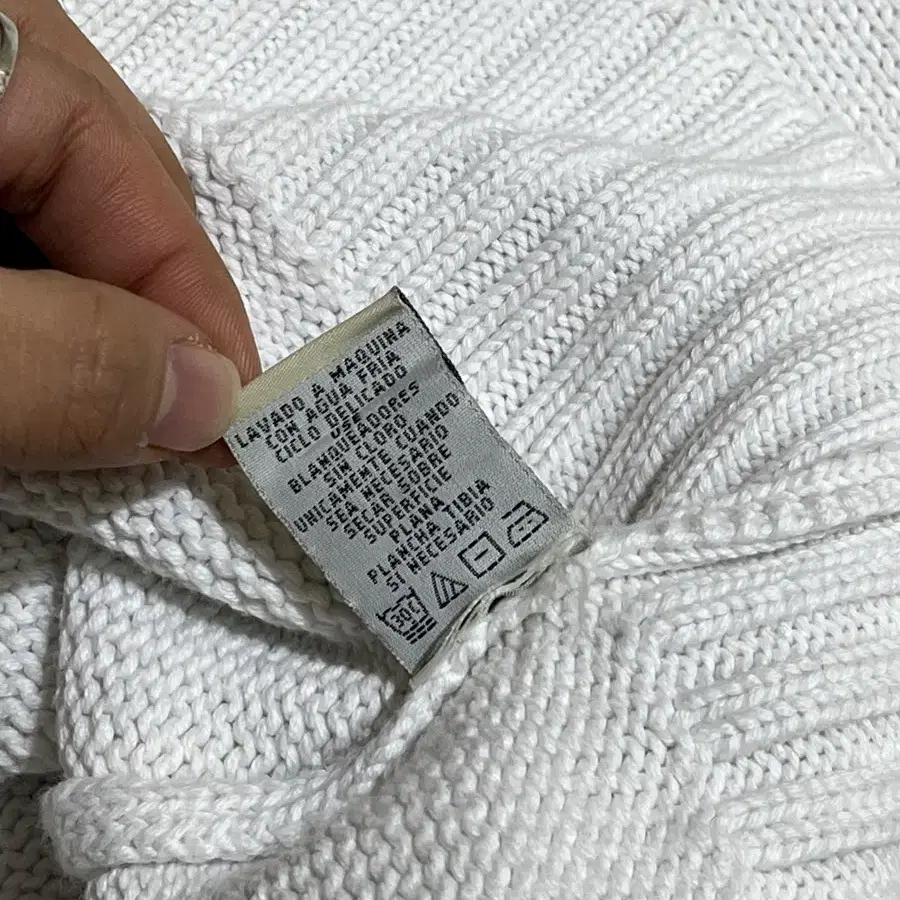 LAVADO A MAQUINA
CON AGUA FRIA
CICLO DELICADO
USE
BLANQUEADORES
SIN CLORO
UNICAMENTE CUANDO
SEA NECESARIO
SECAR SOBRE
SUPERFICIE
PLANA
PLANCHA TIBIA
SI NECESARIO
30C